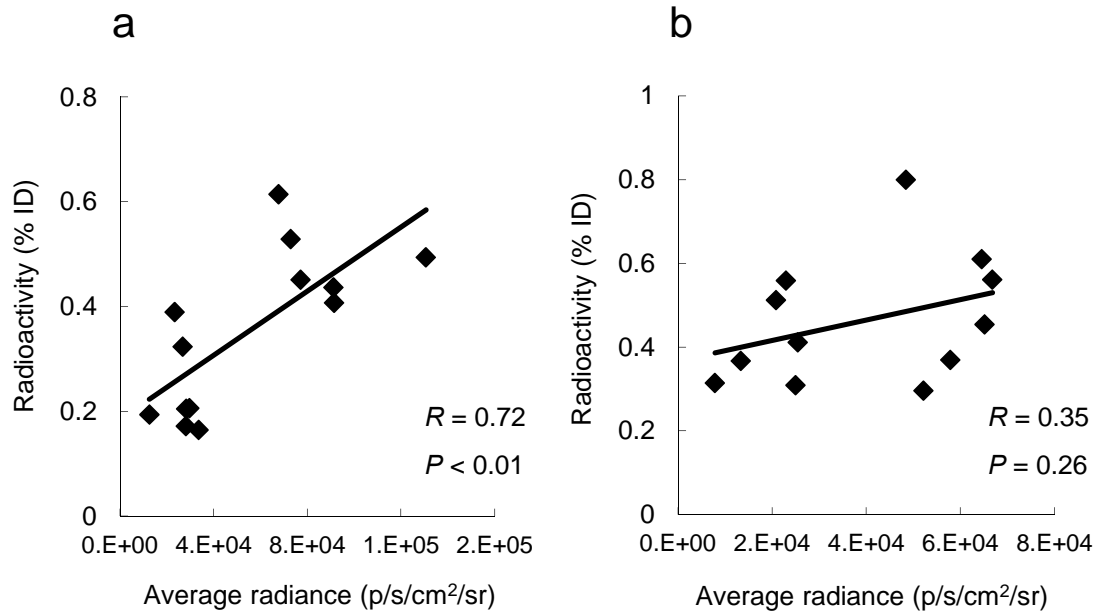 a
0.8
0.6
0.4
0.2
0
Radioactivity (% ID)
R = 0.72
P < 0.01
0.E+00 4.E+04 8.E+04 1.E+05 2.E+05
Average radiance (p/s/cm²/sr)
b
1
0.8
0.6
0.4
0.2
0
Radioactivity (% ID)
R = 0.35
P = 0.26
0.E+00 2.E+04 4.E+04 6.E+04 8.E+04
Average radiance (p/s/cm²/sr)